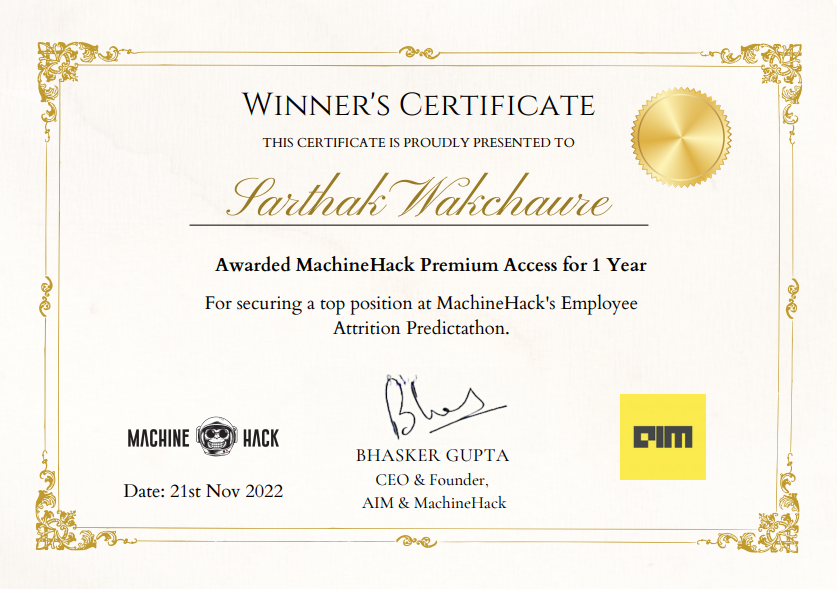 WINNER'S CERTIFICATE
THIS CERTIFICATE IS PROUDLY PRESENTED TO
Sarthak Wakchaure
Awarded MachineHack Premium Access for 1 Year
For securing a top position at MachineHack's Employee
Attrition Predictathon.
Bhas
MACHINE HACK
AIM
BHASKER GUPTA
CEO & Founder,
Date: 21st Nov 2022
AIM & MachineHack